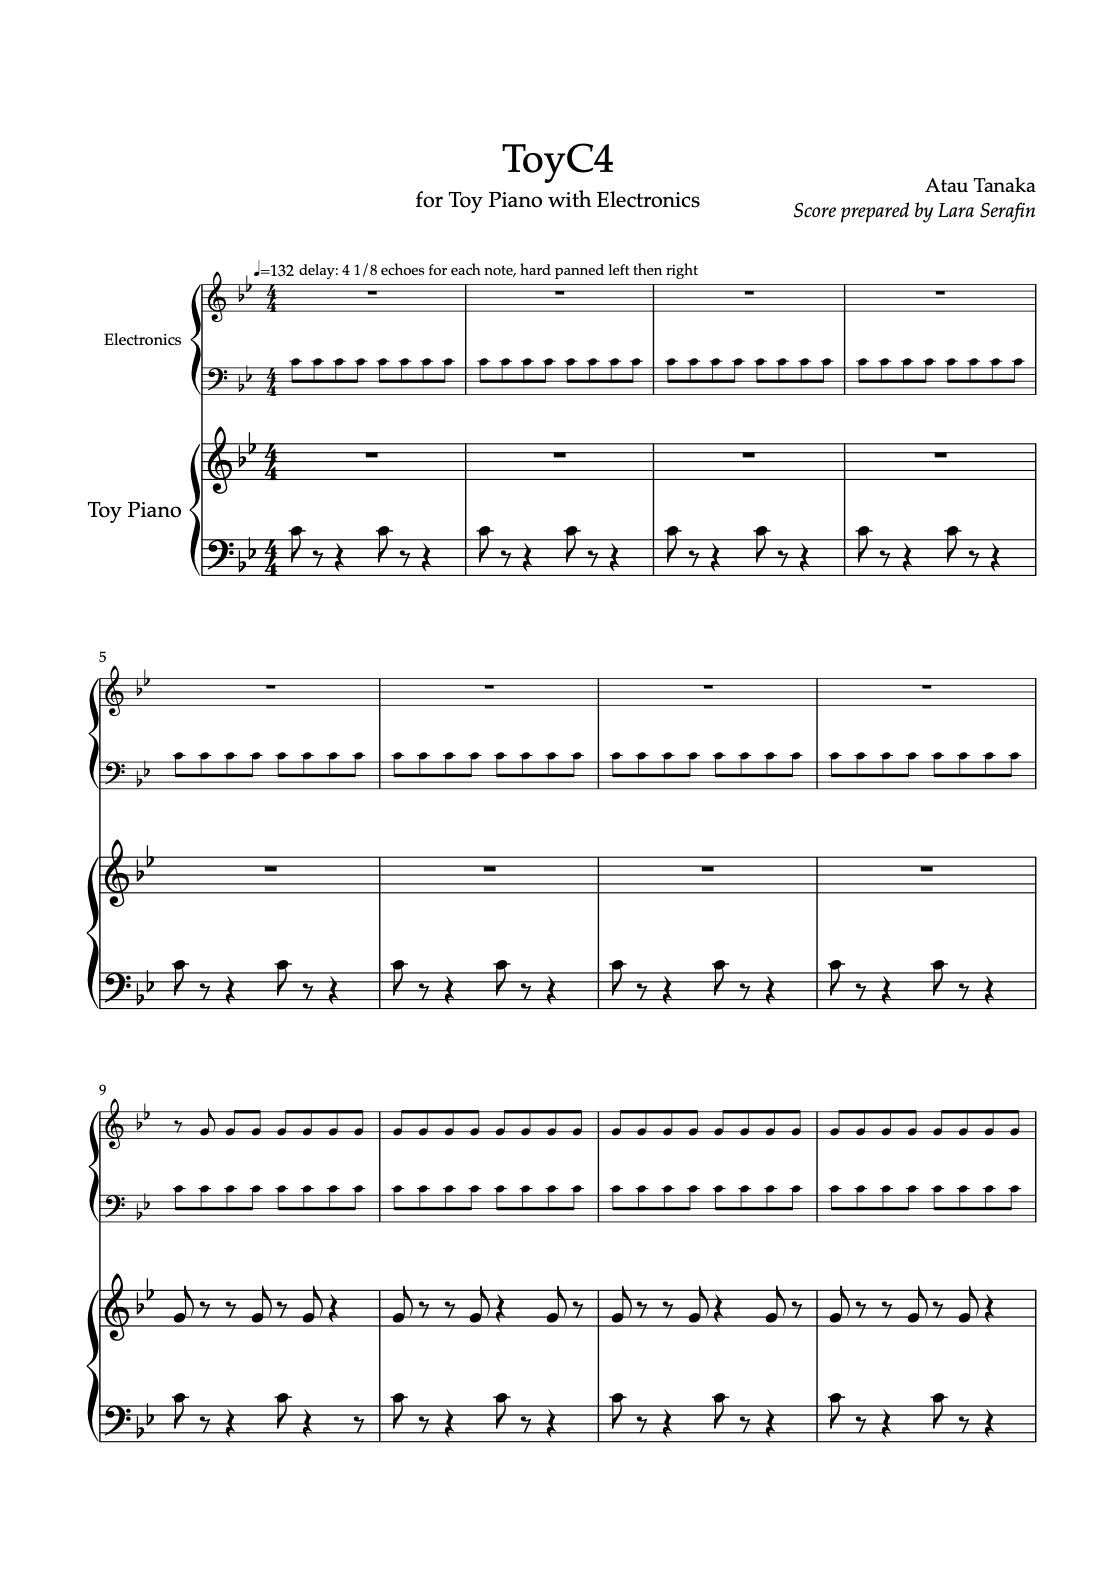 ToyC4
for Toy Piano with Electronics
Atau Tanaka
Score prepared by Lara Serafin
♩=132 delay: 4 1/8 echoes for each note, hard panned left then right
Electronics
Toy Piano
5
9